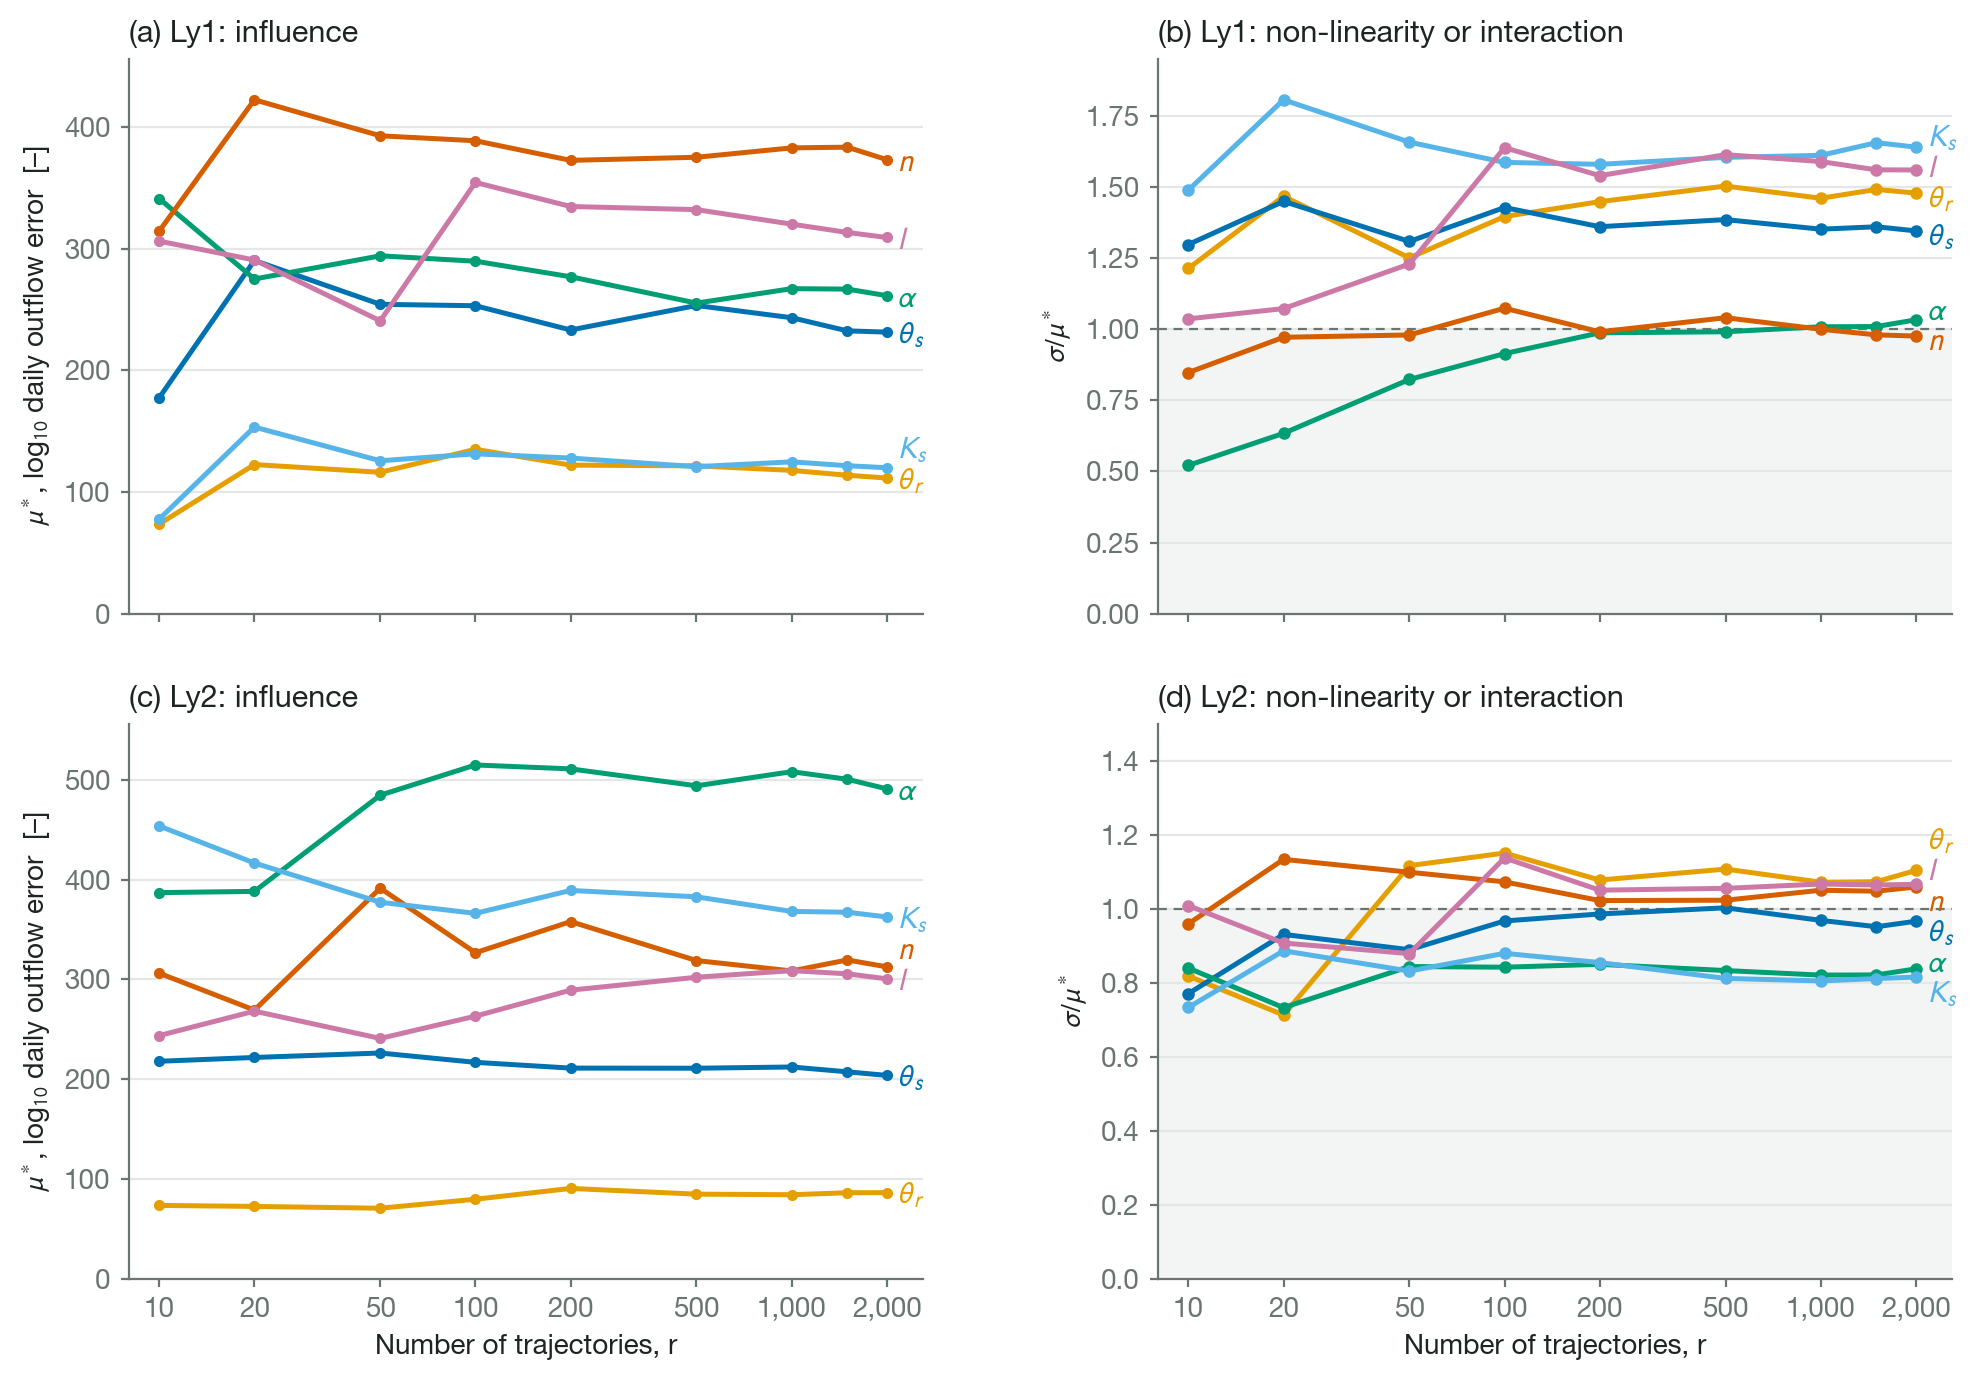 (a) Ly1: influence
μ*, log₁₀ daily outflow error [–]
400
300
200
100
0
n
l
α
θₛ
Kₛ
θᵣ
(b) Ly1: non-linearity or interaction
σ/μ*
1.75
1.50
1.25
1.00
0.75
0.50
0.25
0.00
Kₛ
l
θᵣ
θₛ
α
n
(c) Ly2: influence
μ*, log₁₀ daily outflow error [–]
500
400
300
200
100
0
α
Kₛ
n
l
θₛ
θᵣ
10 20 50 100 200 500 1,000 2,000
Number of trajectories, r
(d) Ly2: non-linearity or interaction
σ/μ*
1.4
1.2
1.0
0.8
0.6
0.4
0.2
0.0
θᵣ
l
n
θₛ
α
Kₛ
10 20 50 100 200 500 1,000 2,000
Number of trajectories, r